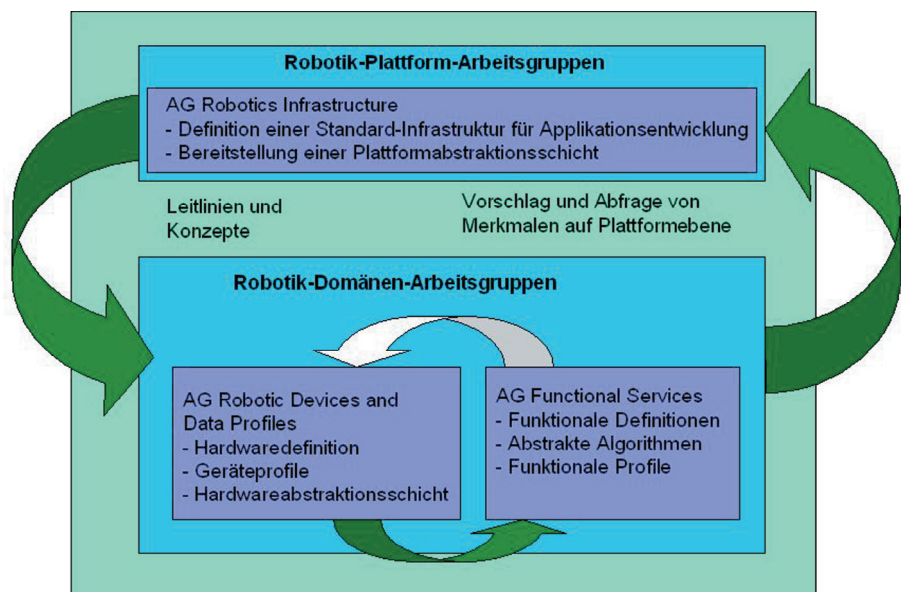 Robotik-Plattform-Arbeitsgruppen
AG Robotics Infrastructure
- Definition einer Standard-Infrastruktur für Applikationsentwicklung
- Bereitstellung einer Plattformabstraktionsschicht
Leitlinien und
Konzepte
Vorschlag und Abfrage von
Merkmalen auf Plattformebene
Robotik-Domänen-Arbeitsgruppen
AG Robotic Devices and
Data Profiles
- Hardwaredefinition
- Geräteprofile
- Hardwareabstraktionsschicht
AG Functional Services
- Funktionale Definitionen
- Abstrakte Algorithmen
- Funktionale Profile